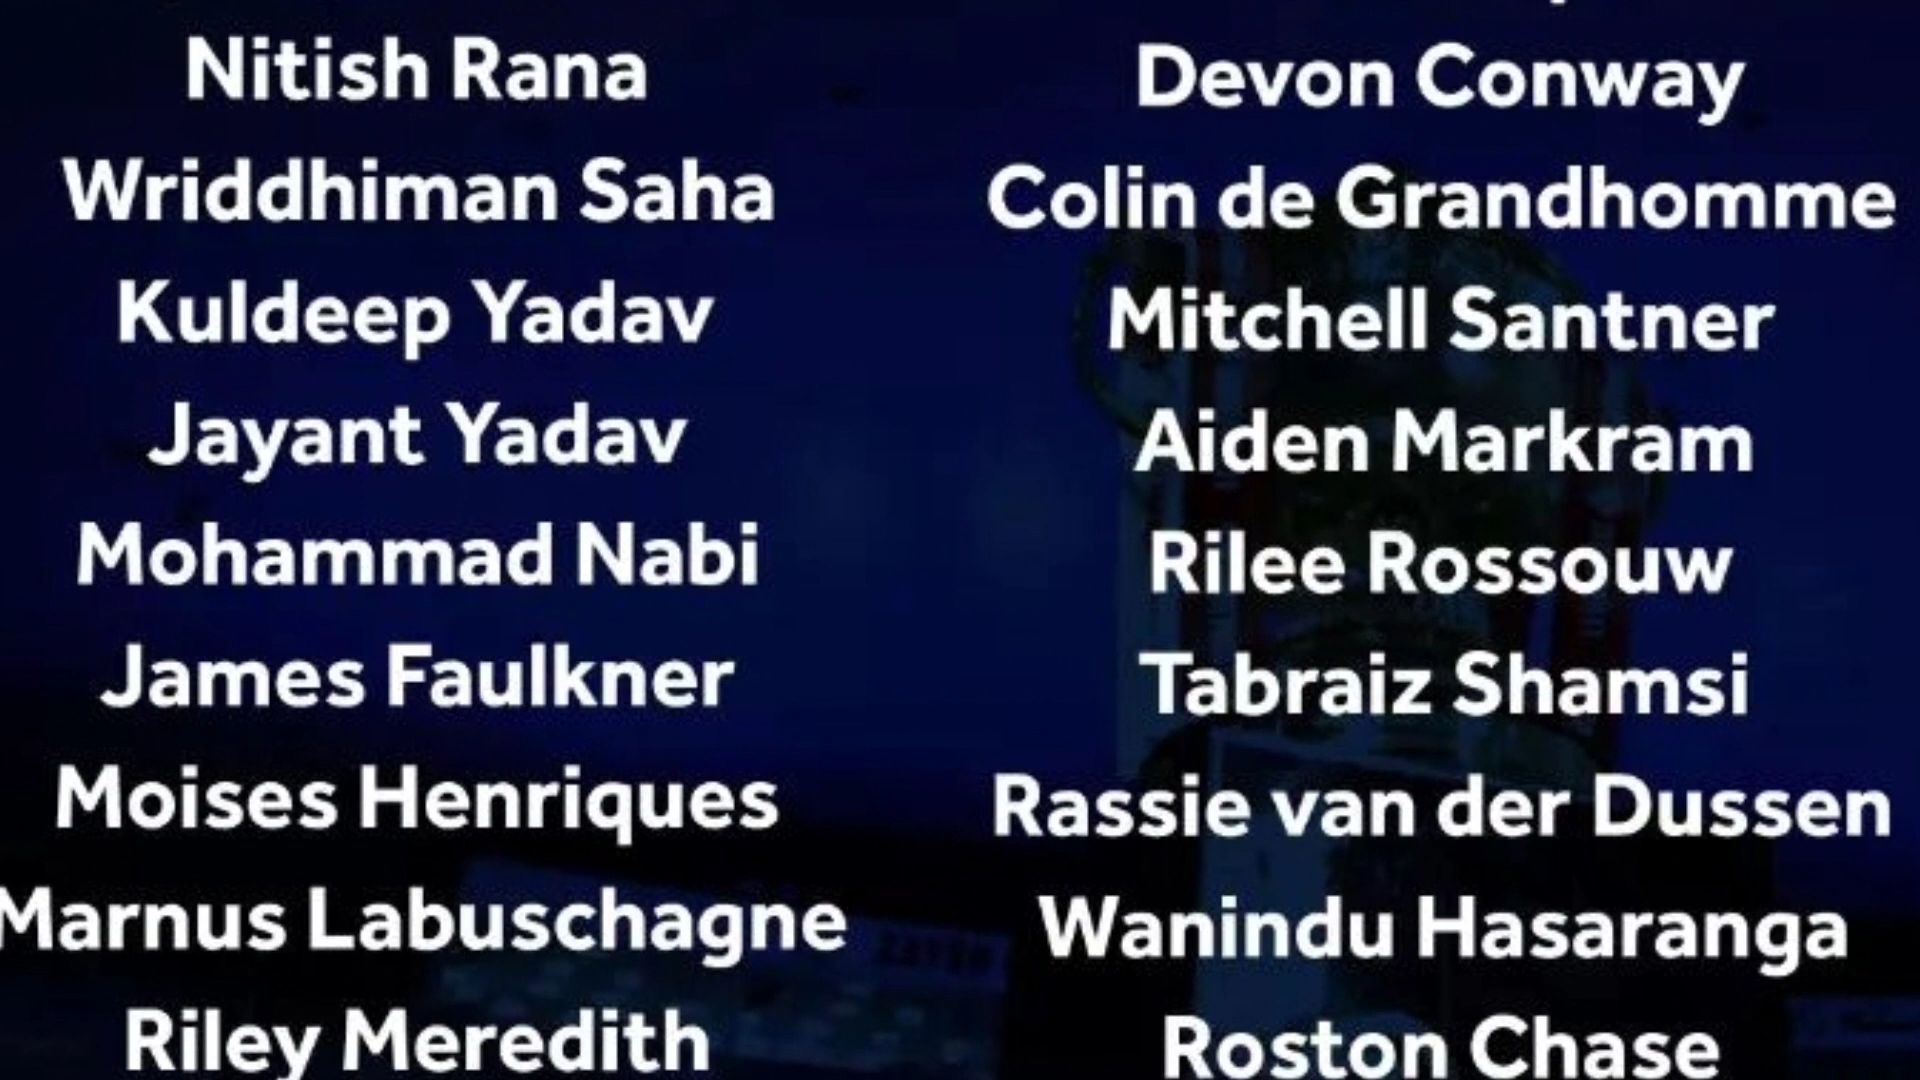 Nitish Rana
Wriddhiman Saha
Kuldeep Yadav
Jayant Yadav
Mohammad Nabi
James Faulkner
Moises Henriques
Marnus Labuschagne
Riley Meredith
Devon Conway
Colin de Grandhomme
Mitchell Santner
Aiden Markram
Rilee Rossouw
Tabraiz Shamsi
Rassie van der Dussen
Wanindu Hasaranga
Roston Chase